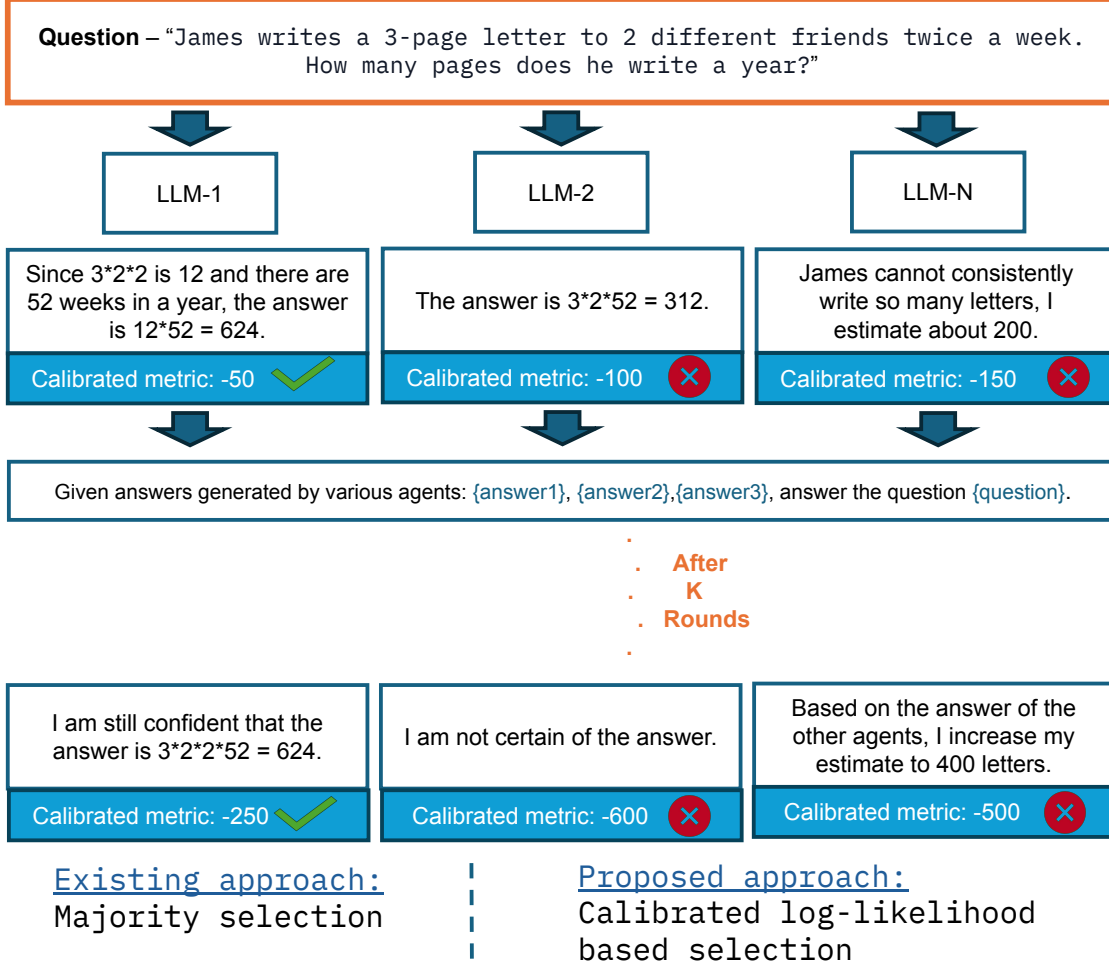 Question – “James writes a 3-page letter to 2 different friends twice a week.
How many pages does he write a year?”
LLM-1
LLM-2
LLM-N
Since 3*2*2 is 12 and there are
52 weeks in a year, the answer
is 12*52 = 624.
Calibrated metric: -50
The answer is 3*2*52 = 312.
Calibrated metric: -100
James cannot consistently
write so many letters, I
estimate about 200.
Calibrated metric: -150
Given answers generated by various agents: {answer1}, {answer2},{answer3}, answer the question {question}.
.
. After
. K
. Rounds
.
I am still confident that the
answer is 3*2*2*52 = 624.
Calibrated metric: -250
I am not certain of the answer.
Calibrated metric: -600
Based on the answer of the
other agents, I increase my
estimate to 400 letters.
Calibrated metric: -500
Existing approach:
Majority selection
Proposed approach:
Calibrated log-likelihood
based selection